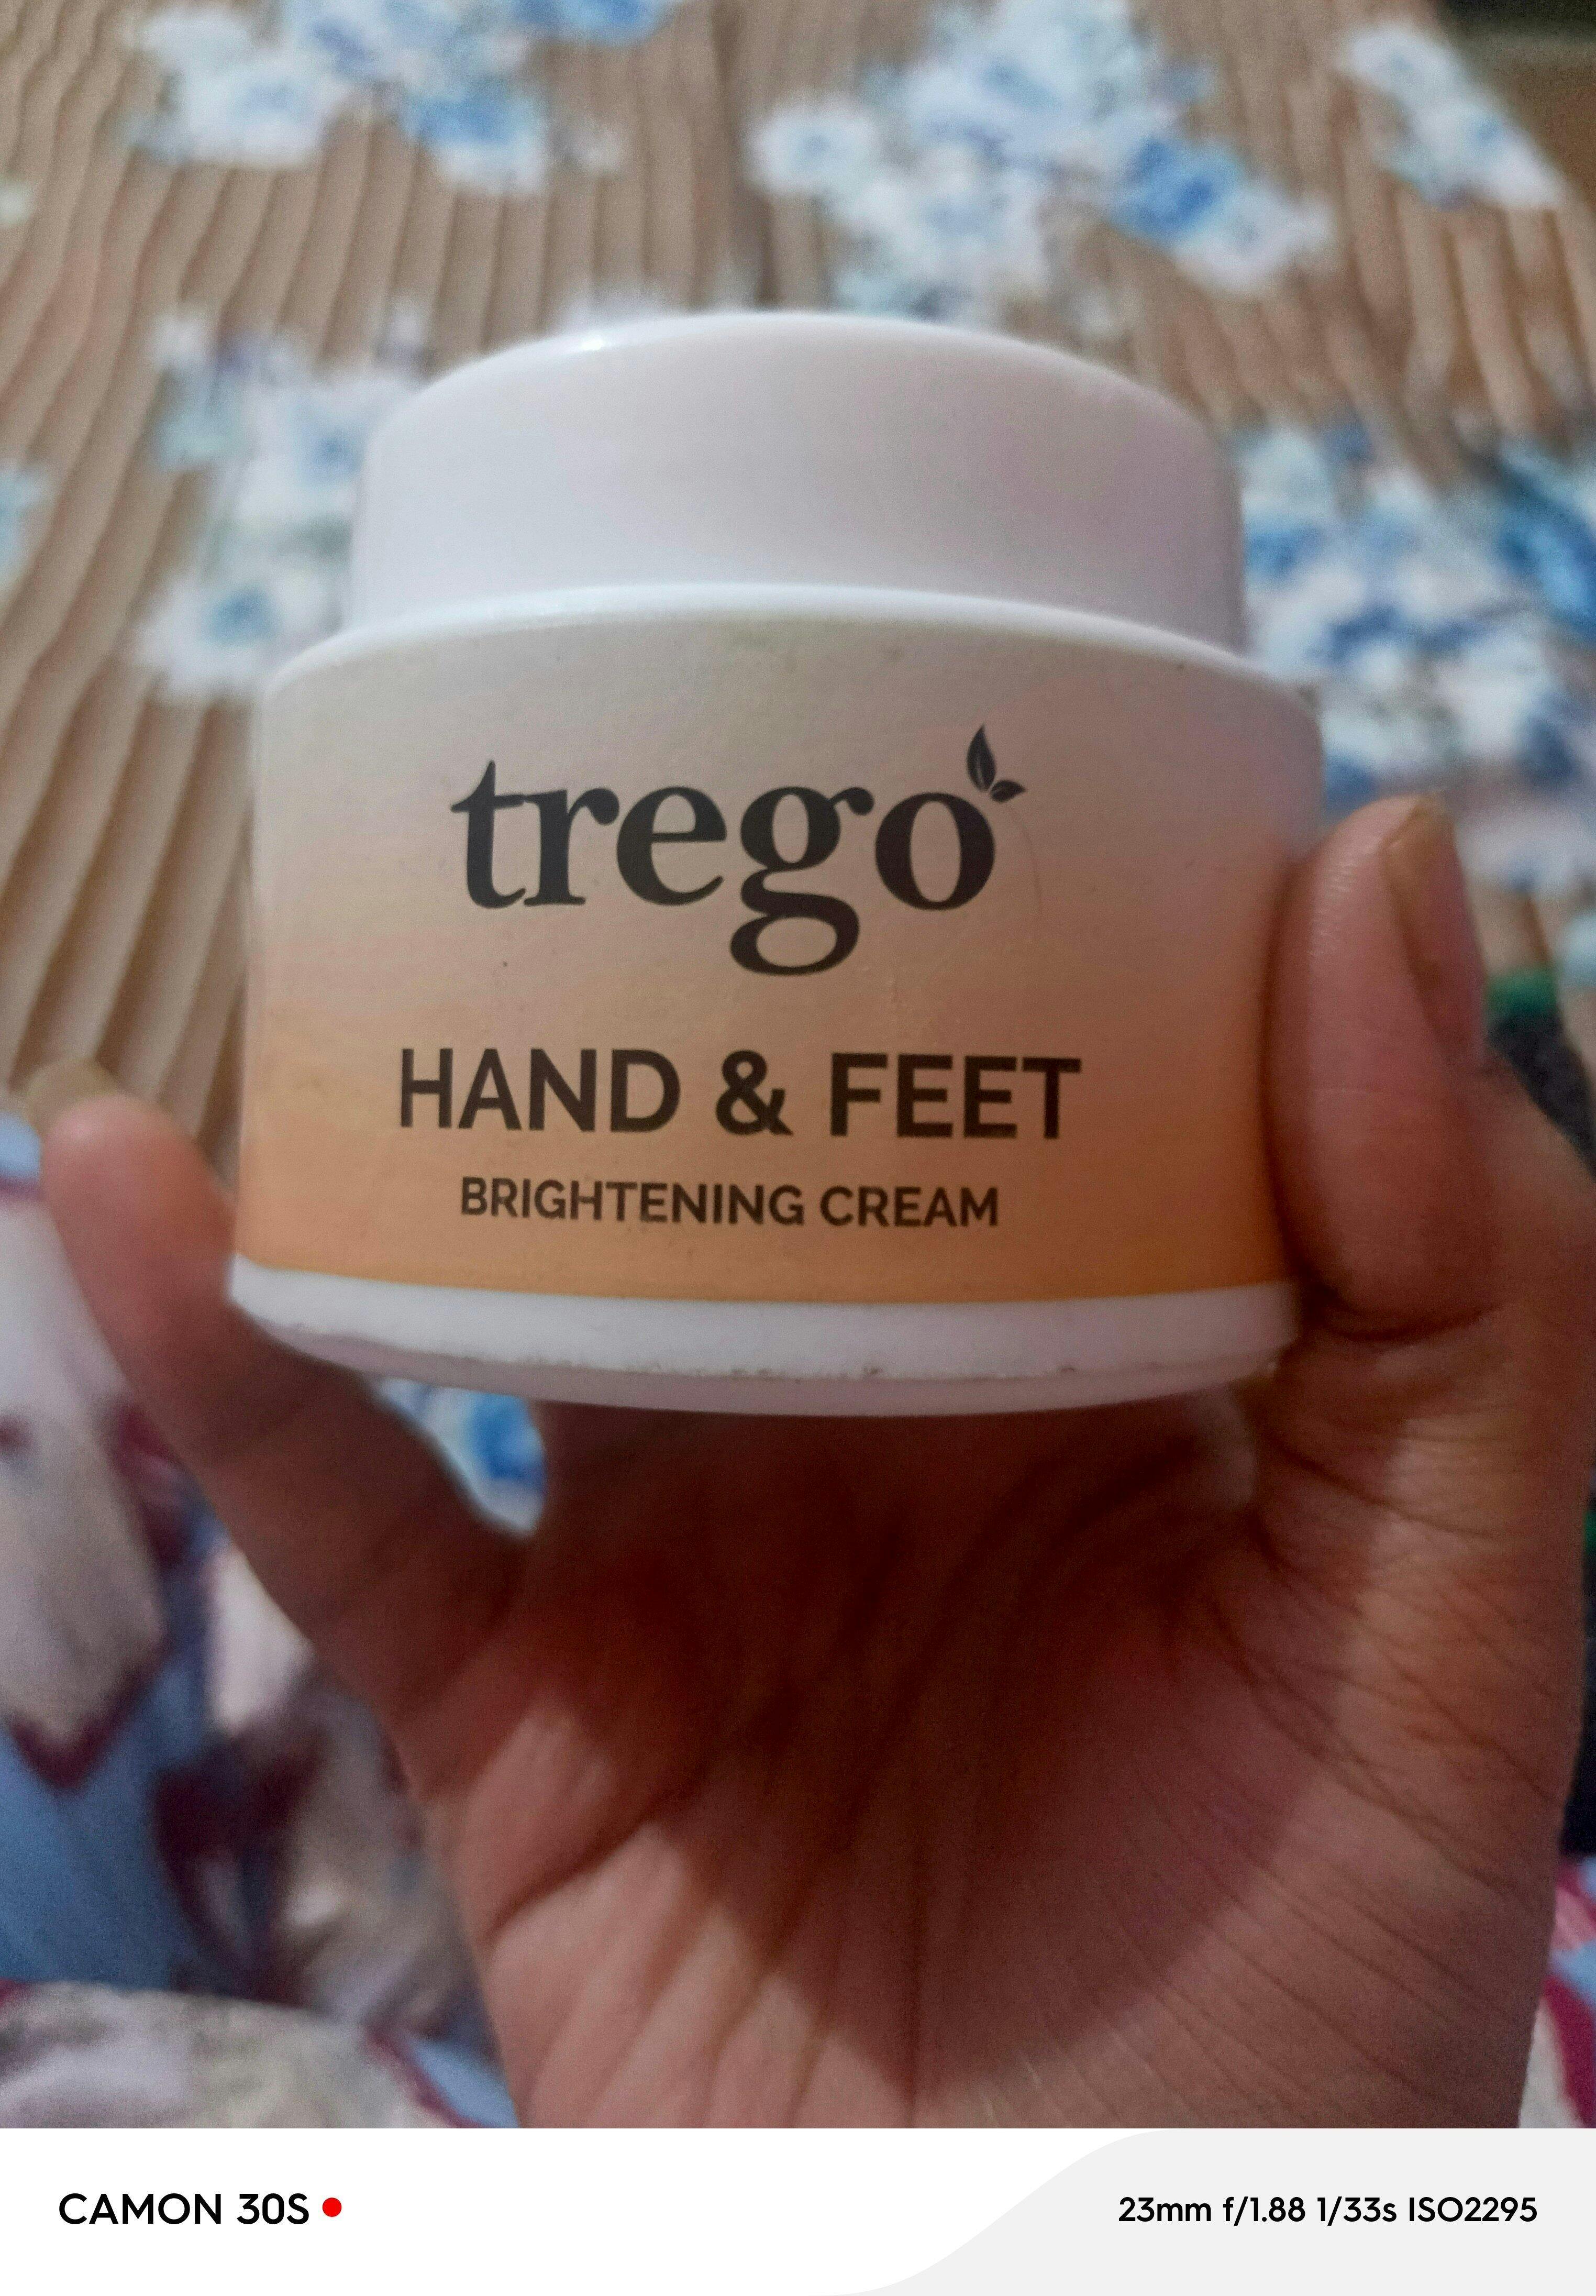 trego
HAND & FEET
BRIGHTENING CREAM
CAMON 30S
23mm f/1.88 1/33s ISO2295